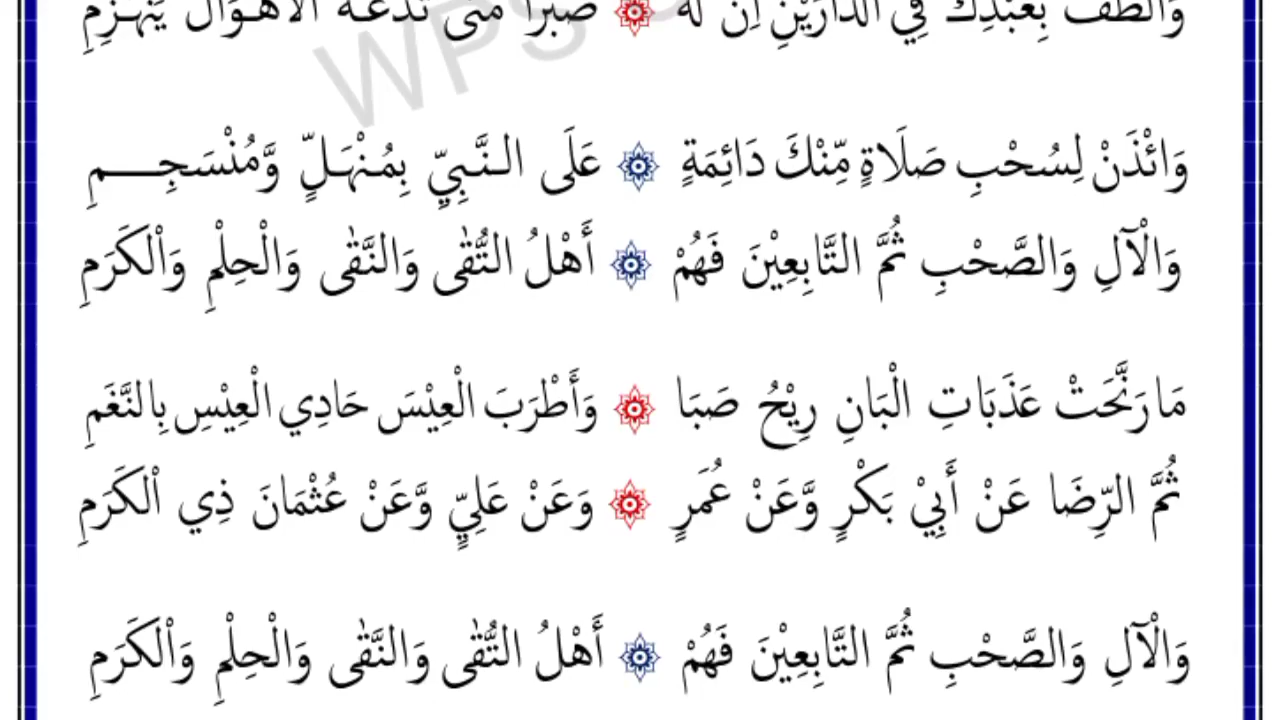 وَالْطُفْ بِعَبْدِكَ فِي الدَّارَيْنِ إِنَّ لَهُ ۞ صَبْرًا مَتٰى تَدْعُهُ الْأَهْوَالُ يَنْهَزِمِ
WPS
وَائْذَنْ لِسُحْبِ صَلَاةٍ مِّنْكَ دَائِمَةٍ ۞ عَلَى النَّبِيِّ بِمُنْهَلٍّ وَّمُنْسَجِمِ
وَالْآلِ وَالصَّحْبِ ثُمَّ التَّابِعِيْنَ فَهُمْ ۞ أَهْلُ التُّقٰى وَالنَّقٰى وَالْحِلْمِ وَالْكَرَمِ
مَا رَنَّحَتْ عَذَبَاتِ الْبَانِ رِيْحُ صَبَا ۞ وَأَطْرَبَ الْعِيْسَ حَادِي الْعِيْسِ بِالنَّغَمِ
ثُمَّ الرِّضَا عَنْ أَبِيْ بَكْرٍ وَّعَنْ عُمَرٍ ۞ وَعَنْ عَلِيٍّ وَّعَنْ عُثْمَانَ ذِي الْكَرَمِ
وَالْآلِ وَالصَّحْبِ ثُمَّ التَّابِعِيْنَ فَهُمْ ۞ أَهْلُ التُّقٰى وَالنَّقٰى وَالْحِلْمِ وَالْكَرَمِ